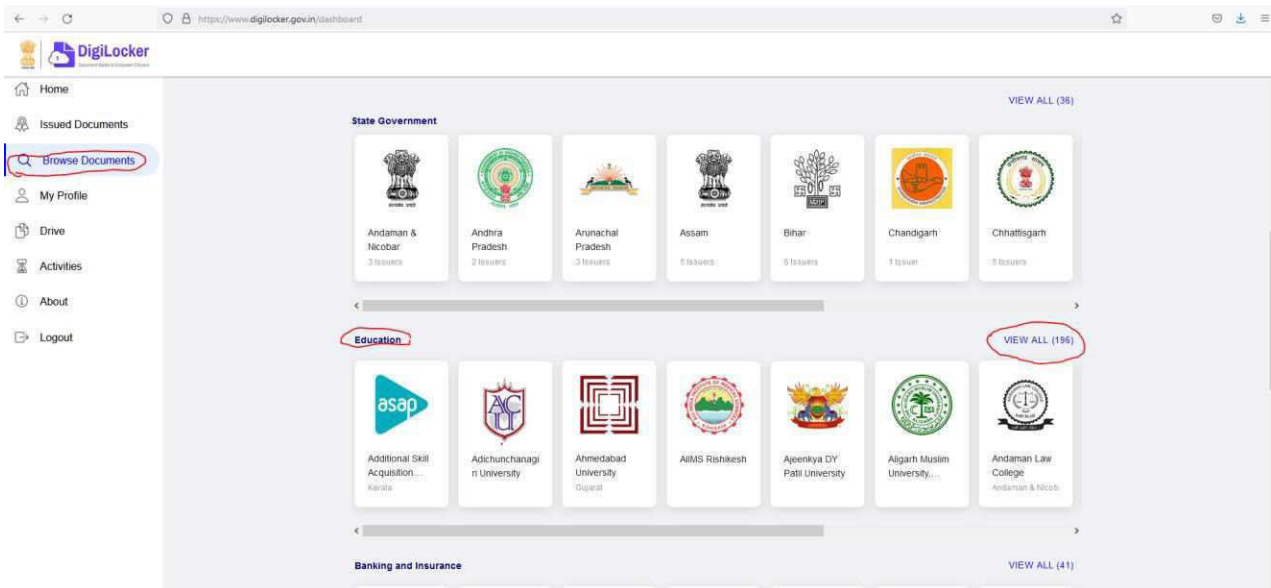 https://www.digilocker.gov.in/dashboard
DigiLocker
Home
Issued Documents
Browse Documents
My Profile
Drive
Activities
About
Logout
VIEW ALL (36)
State Government
Andaman &
Nicobar
3 Issuers
Andhra
Pradesh
2 Issuers
Arunachal
Pradesh
3 Issuers
Assam
5 Issuers
Bihar
5 Issuers
Chandigarh
1 Issuer
Chhattisgarh
5 Issuers
Education
VIEW ALL (196)
asap
Additional Skill
Acquisition...
Kerala
ACU
Adichunchanagi
ri University
Ahmedabad
University
Gujarat
AIIMS Rishikesh
Ajeenkya DY
Patil University
Aligarh Muslim
University,...
Andaman Law
College
Andaman & Nicob
Banking and Insurance
VIEW ALL (41)